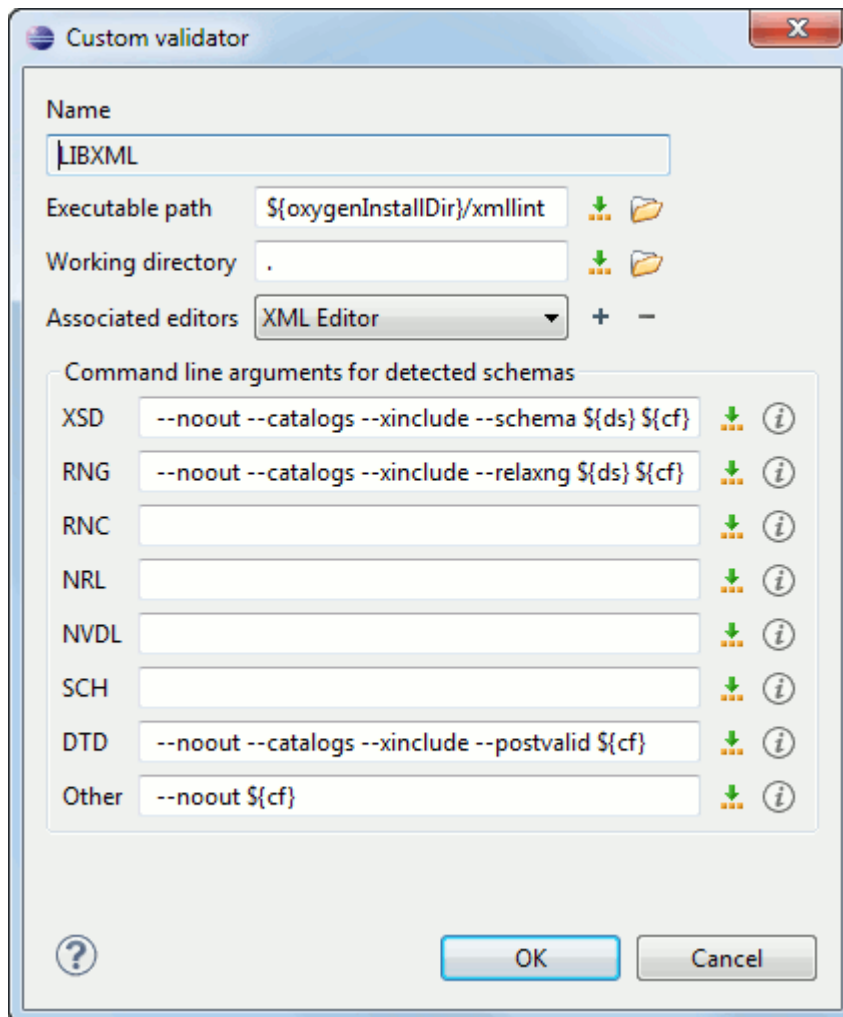 Custom validator
Name
LIBXML
Executable path ${oxygenInstallDir}/xmllint
Working directory .
Associated editors XML Editor + −
Command line arguments for detected schemas
XSD --noout --catalogs --xinclude --schema ${ds} ${cf}
RNG --noout --catalogs --xinclude --relaxng ${ds} ${cf}
RNC
NRL
NVDL
SCH
DTD --noout --catalogs --xinclude --postvalid ${cf}
Other --noout ${cf}
? OK Cancel